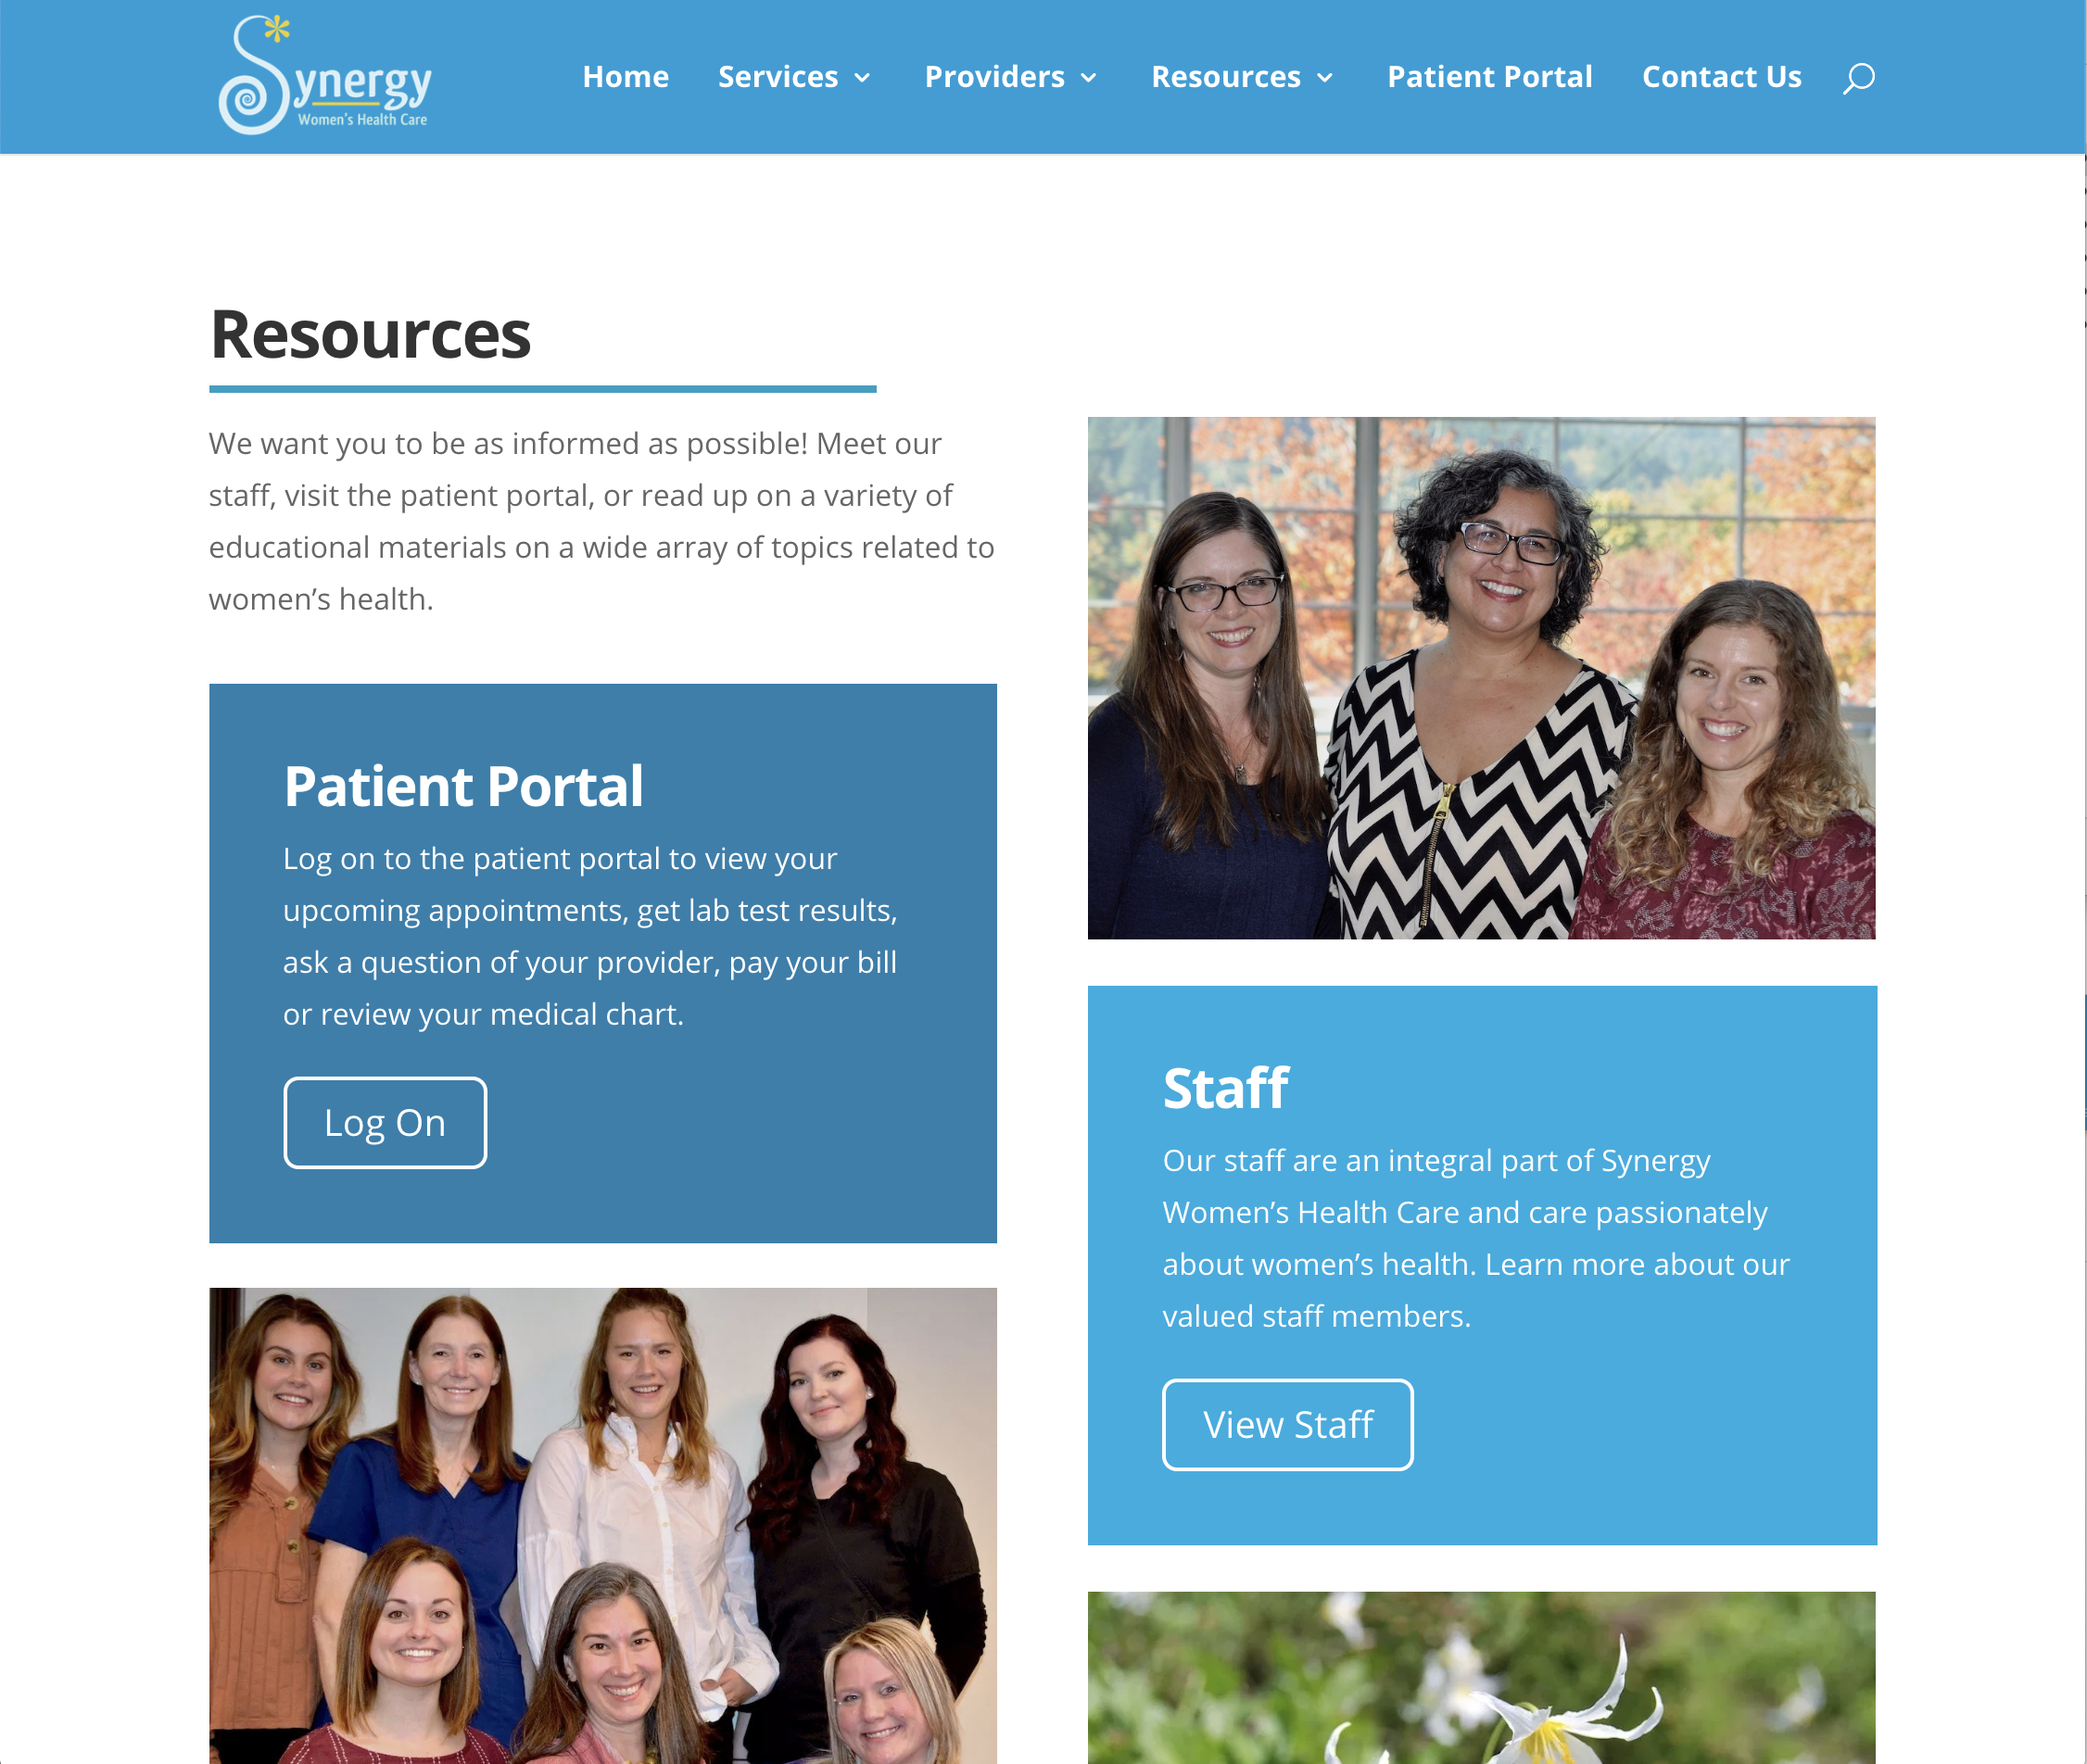 Synergy
Women's Health Care
Home Services Providers Resources Patient Portal Contact Us
Resources
We want you to be as informed as possible! Meet our
staff, visit the patient portal, or read up on a variety of
educational materials on a wide array of topics related to
women’s health.
Patient Portal
Log on to the patient portal to view your
upcoming appointments, get lab test results,
ask a question of your provider, pay your bill
or review your medical chart.
Log On
Staff
Our staff are an integral part of Synergy
Women’s Health Care and care passionately
about women’s health. Learn more about our
valued staff members.
View Staff